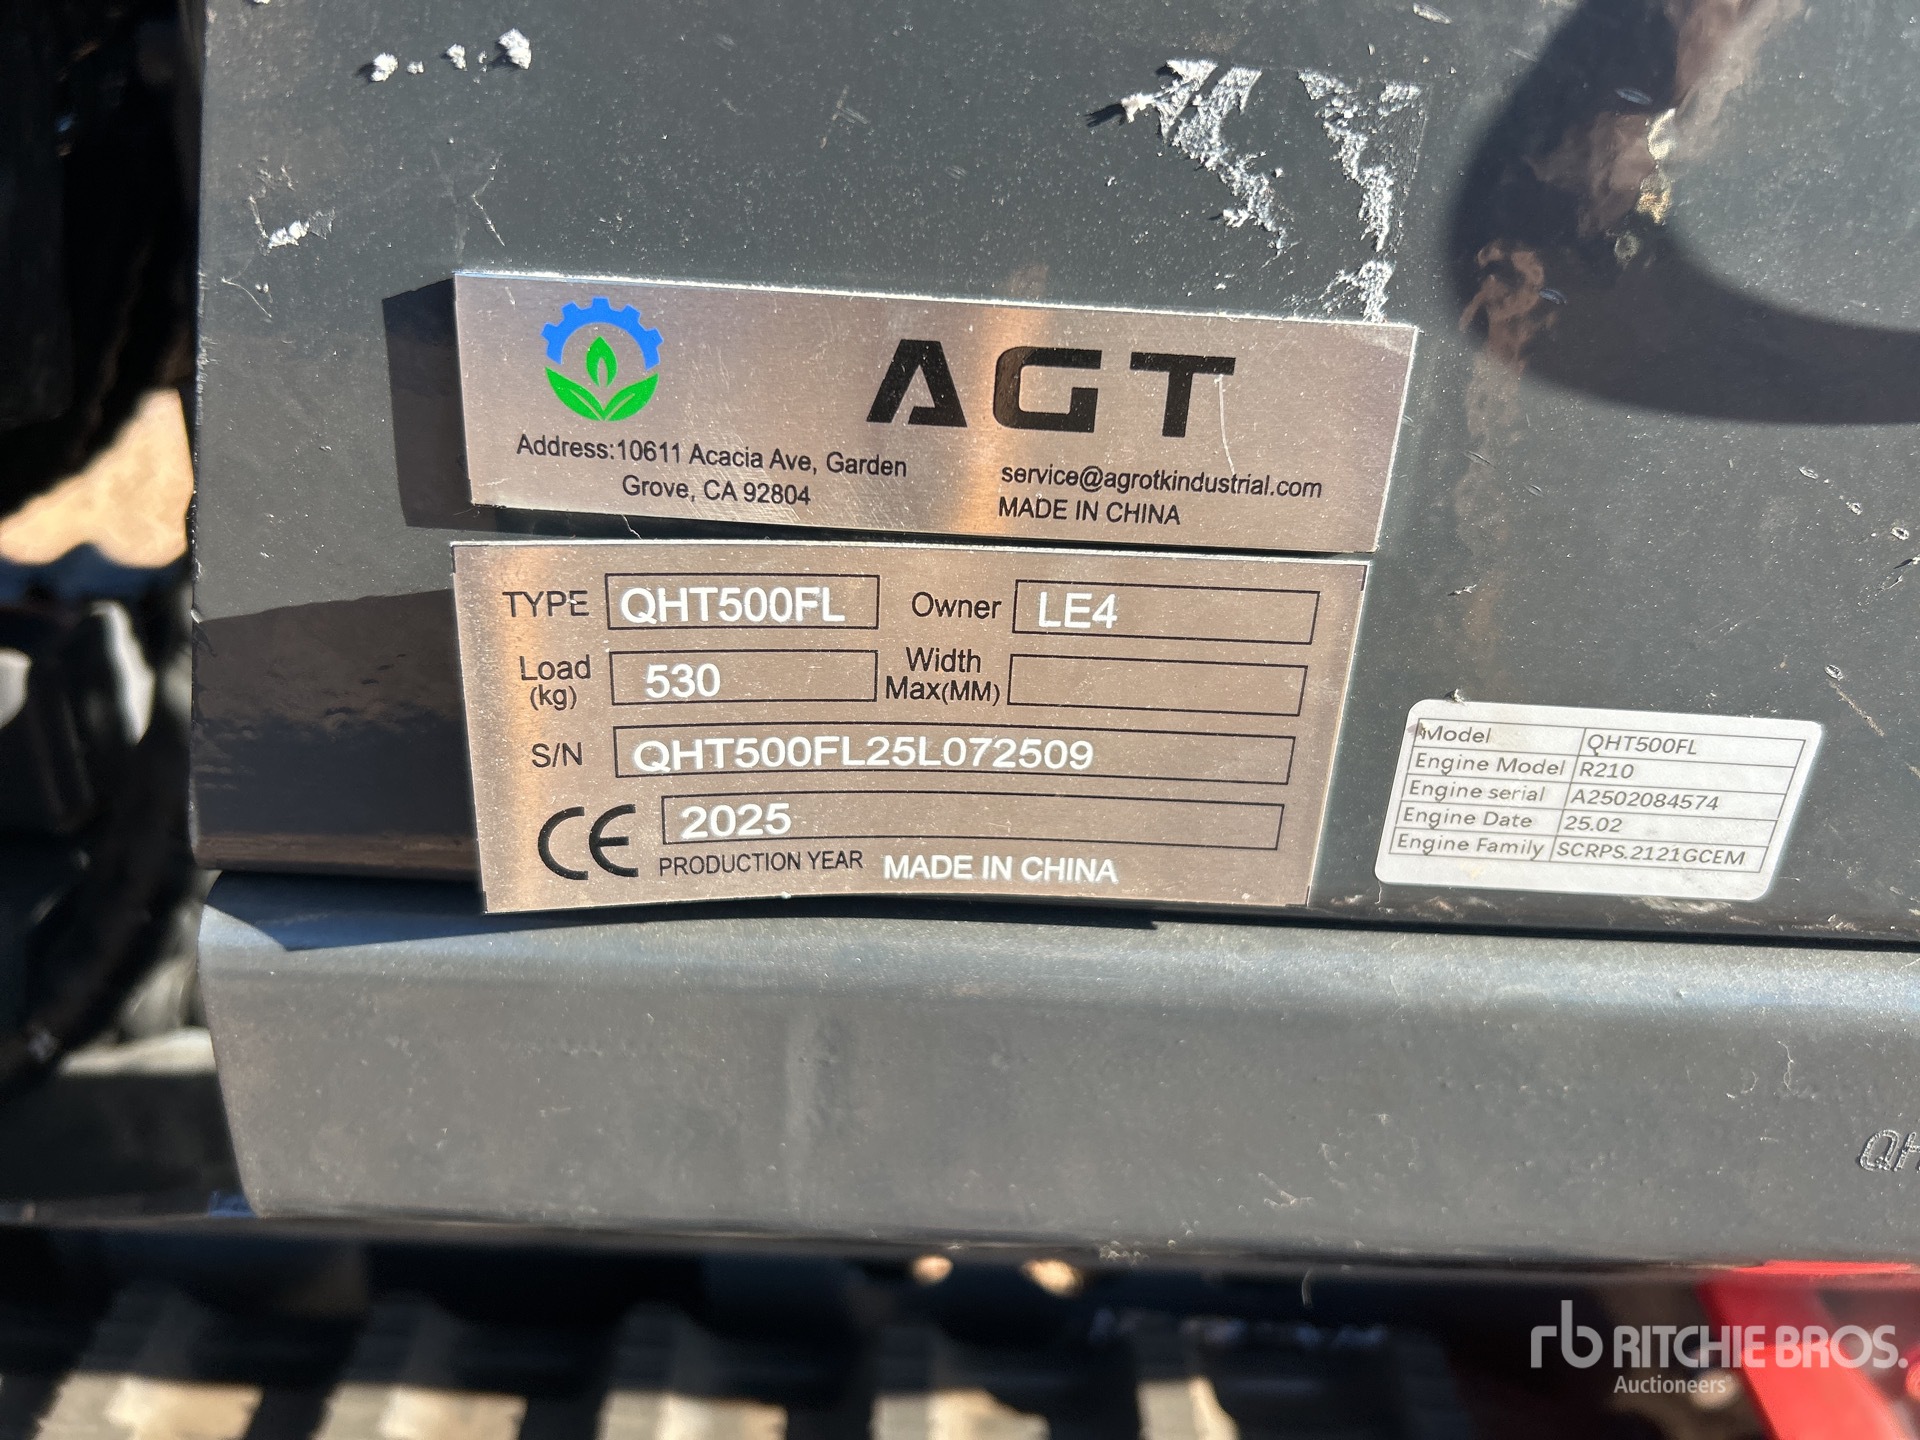 AGT
Address:10611 Acacia Ave, Garden
Grove, CA 92804
service@agrotkindustrial.com
MADE IN CHINA
TYPE QHT500FL Owner LE4
Load (kg) 530 Width Max(MM)
S/N QHT500FL25L072509
CE 2025
PRODUCTION YEAR MADE IN CHINA
Model QHT500FL
Engine Model R210
Engine serial A2502084574
Engine Date 25.02
Engine Family SCRPS.2121GCEM
QH
rb RITCHIE BROS.
Auctioneers